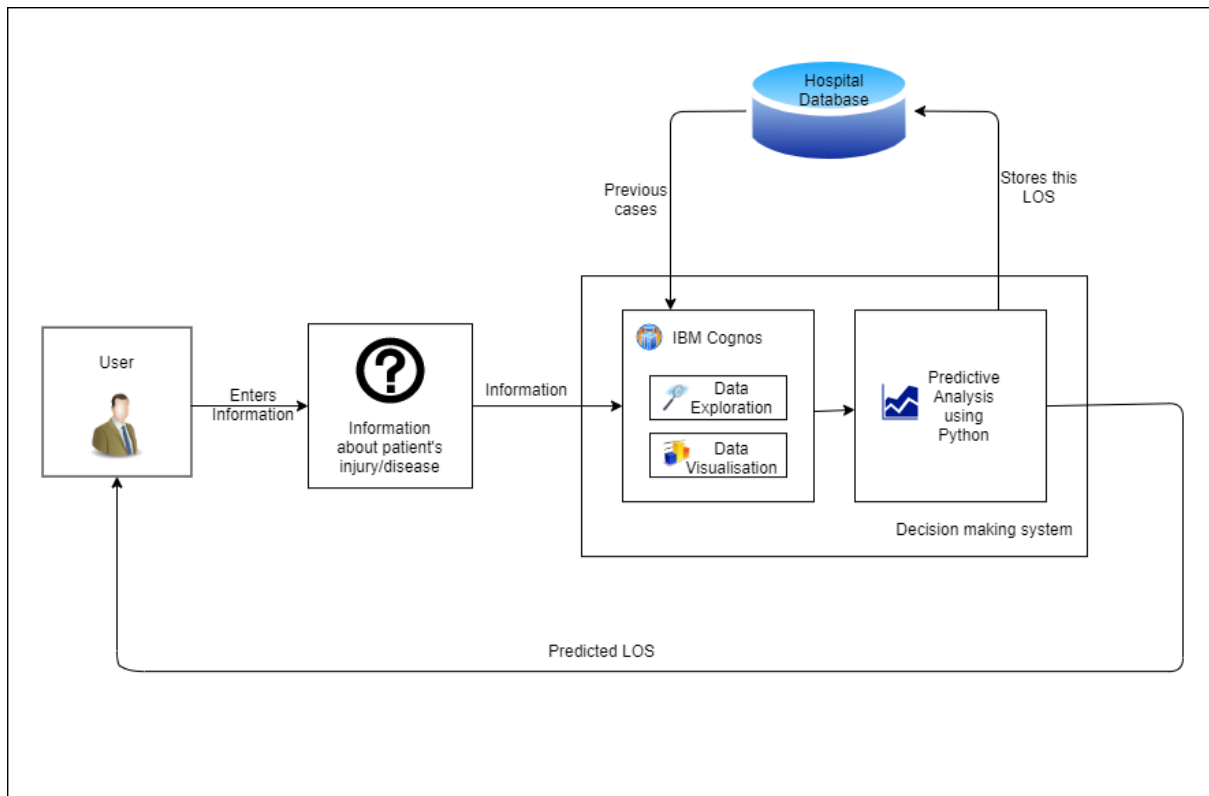 Hospital
Database
Previous
cases
Stores this
LOS
User
Enters
Information
Information
about patient's
injury/disease
Information
IBM Cognos
Data
Exploration
Data
Visualisation
Predictive
Analysis
using
Python
Decision making system
Predicted LOS